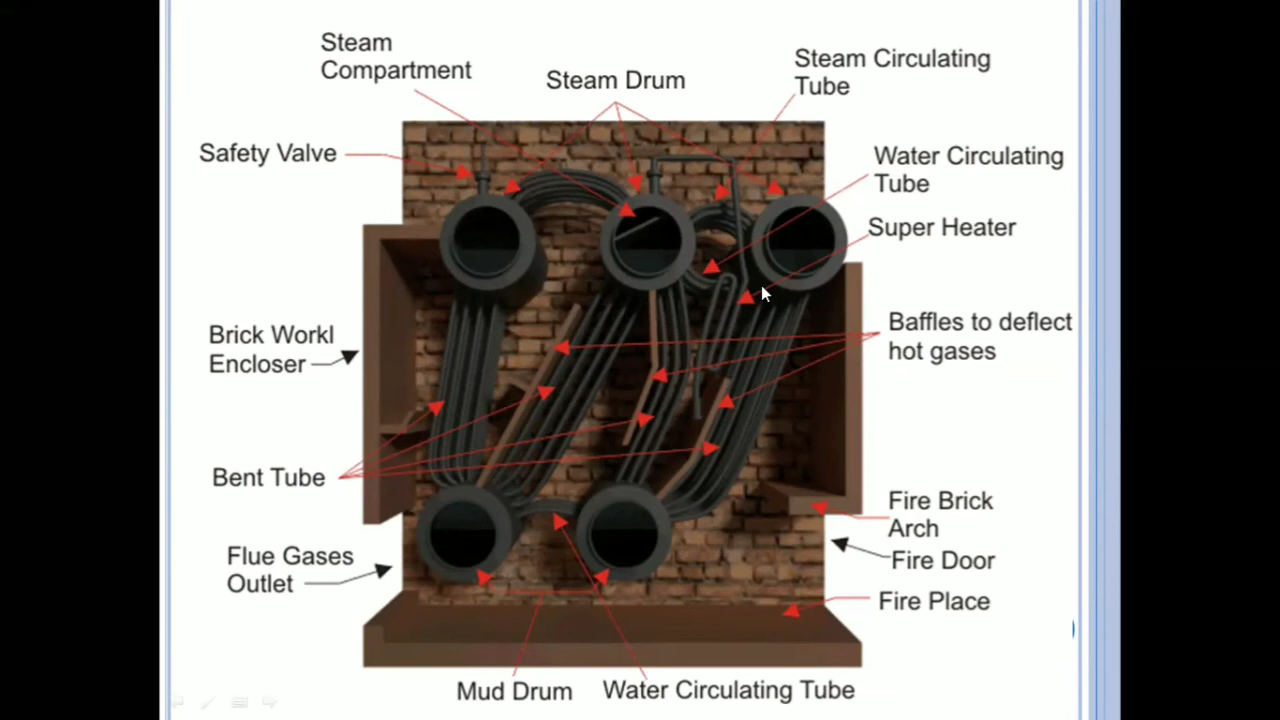 Steam
Compartment
Steam Drum
Steam Circulating
Tube
Safety Valve
Water Circulating
Tube
Super Heater
Brick Workl
Encloser
Baffles to deflect
hot gases
Bent Tube
Fire Brick
Arch
Flue Gases
Outlet
Fire Door
Fire Place
Mud Drum
Water Circulating Tube